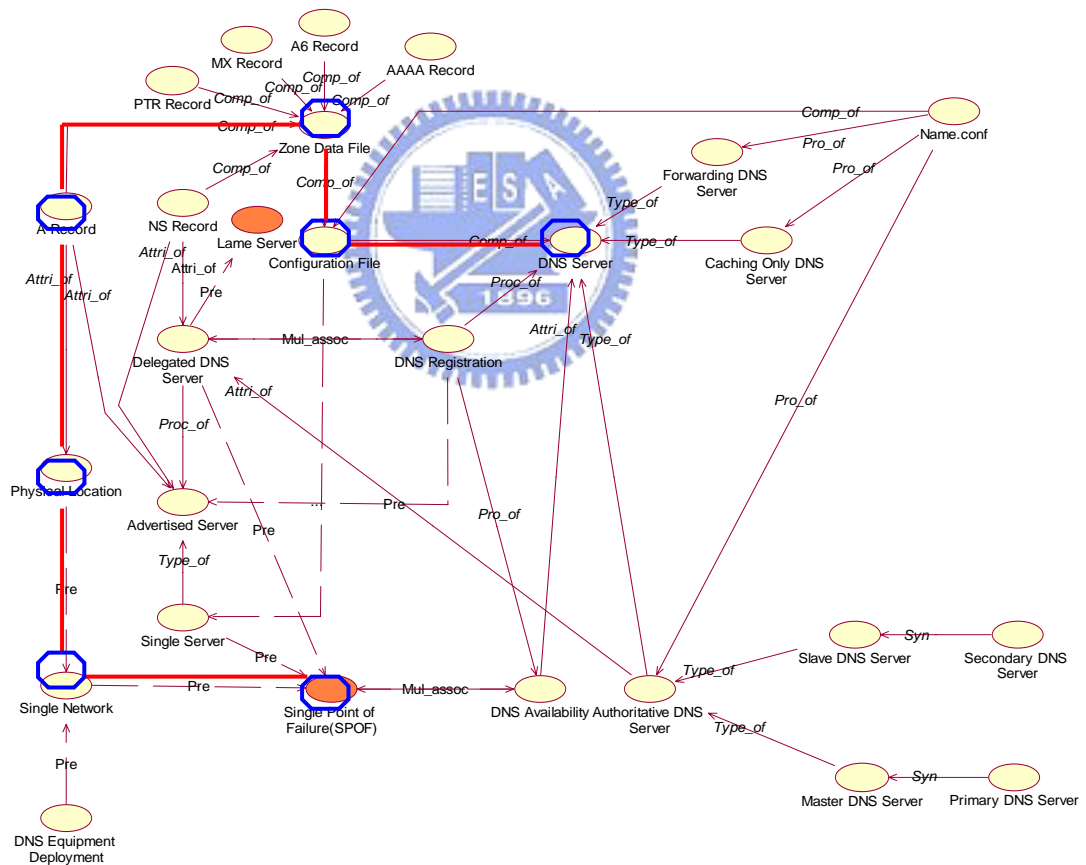 A6 Record
MX Record
AAAA Record
PTR Record
Comp_of
Comp_of
Comp_of
Comp_of
Comp_of
Comp_of
Name.conf
Zone Data File
Pro_of
Comp_of
Comp_of
Forwarding DNS
Server
Pro_of
ESA
Type_of
A Record
NS Record
Lame Server
Attri_of
Configuration File
Comp_of
DNS Server
Type_of
Caching Only DNS
Server
Attri_of
Attri_of
Attri_of
Pre
Proc_of
1896
Mul_assoc
Attri_of
Type_of
Delegated DNS
Server
DNS Registration
Attri_of
Pro_of
Proc_of
Physical Location
Advertised Server
...
Pre
Pro_of
Pre
Type_of
Pre
Single Server
Pre
Slave DNS Server
Syn
Secondary DNS
Server
Type_of
Single Network
Pre
Single Point of
Failure(SPOF)
Mul_assoc
DNS Availability
Authoritative DNS
Server
Type_of
Pre
Master DNS Server
Syn
Primary DNS Server
DNS Equipment
Deployment